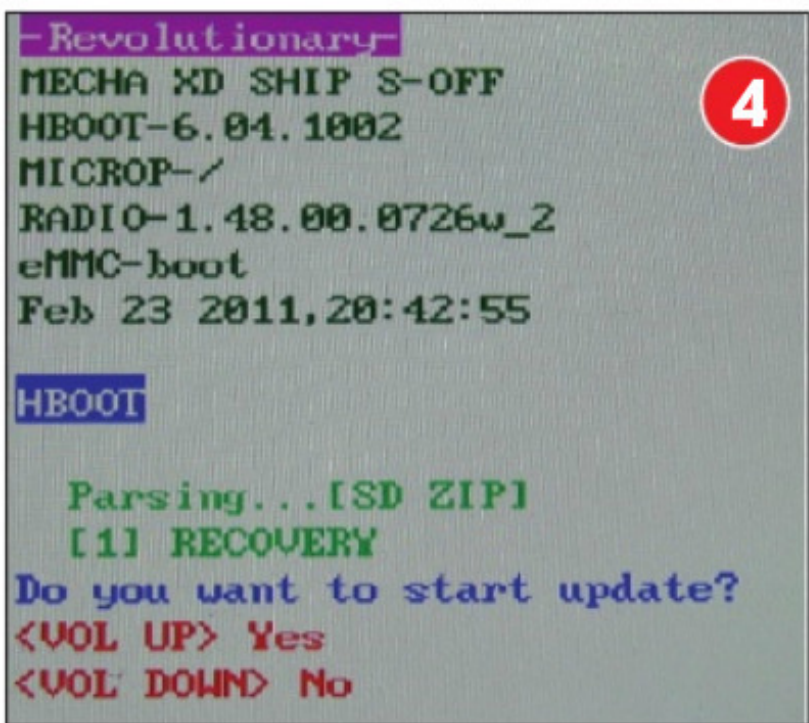 -Revolutionary-
MECHA XD SHIP S-OFF
HBOOT-6.04.1002
MICROP-/
RADIO-1.48.00.0726w_2
eMMC-boot
Feb 23 2011,20:42:55
HBOOT
Parsing...[SD ZIP]
[1] RECOVERY
Do you want to start update?
<VOL UP> Yes
<VOL DOWN> No
4